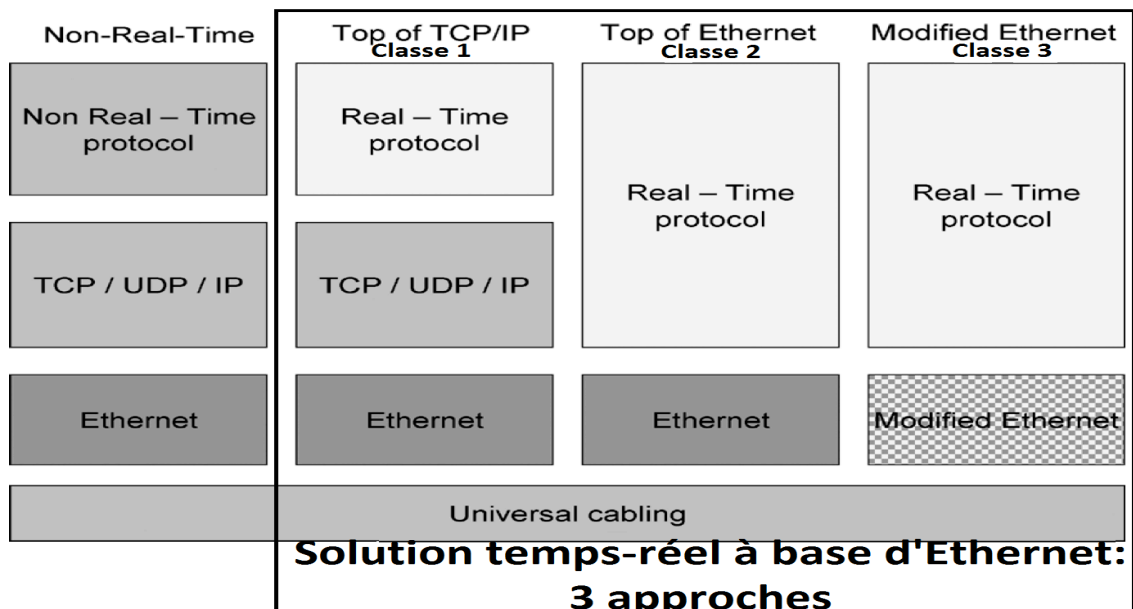 Non-Real-Time
Top of TCP/IP
Classe 1
Top of Ethernet
Classe 2
Modified Ethernet
Classe 3
Non Real – Time
protocol
Real – Time
protocol
Real – Time
protocol
Real – Time
protocol
TCP / UDP / IP
TCP / UDP / IP
Ethernet
Ethernet
Ethernet
Modified Ethernet
Universal cabling
Solution temps-réel à base d'Ethernet:
3 approches